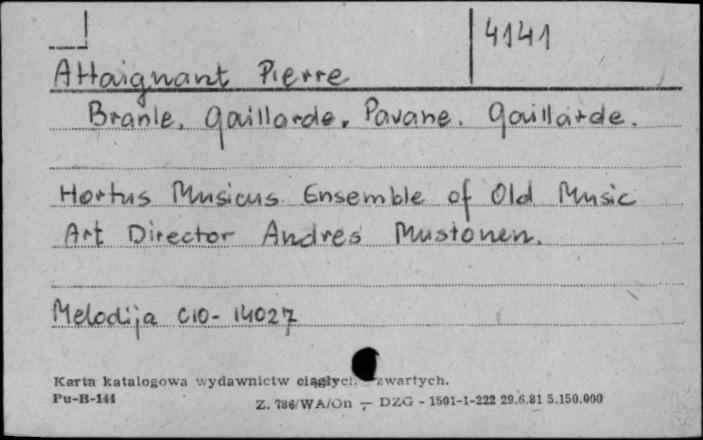 4141
Attaignant Pierre
Branle. Gaillarde. Pavane. Gaillarde.
Hortus Musicus Ensemble of Old Music
Art Director Andres Mustonen.
Melodija C10-14027
Karta katalogowa wydawnictw ciągłych zwartych.
Pu-B-144
Z. 786/WA/On — DZG - 1501-1-222 29.6.81 5.150.000